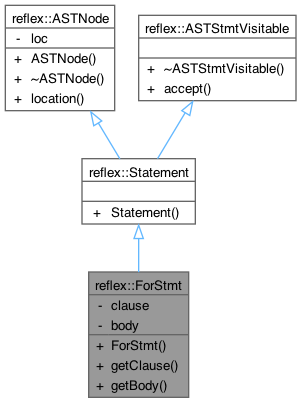 reflex::ASTNode
- loc
+ ASTNode()
+ ~ASTNode()
+ location()
reflex::ASTStmtVisitable
+ ~ASTStmtVisitable()
+ accept()
reflex::Statement
+ Statement()
reflex::ForStmt
- clause
- body
+ ForStmt()
+ getClause()
+ getBody()